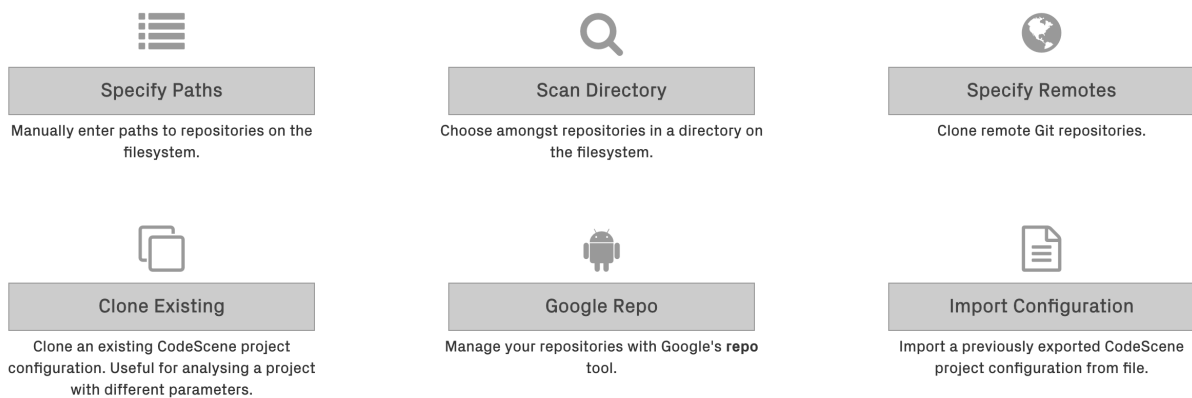 Specify Paths
Manually enter paths to repositories on the
filesystem.
Scan Directory
Choose amongst repositories in a directory on
the filesystem.
Specify Remotes
Clone remote Git repositories.
Clone Existing
Clone an existing CodeScene project
configuration. Useful for analysing a project
with different parameters.
Google Repo
Manage your repositories with Google's repo
tool.
Import Configuration
Import a previously exported CodeScene
project configuration from file.